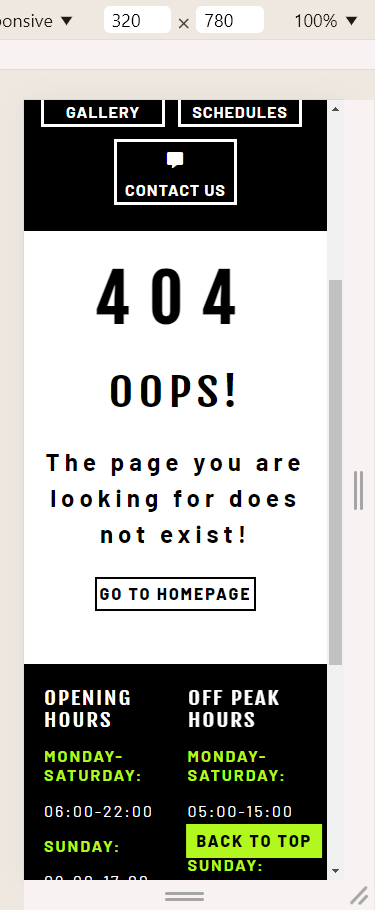 onsive ▼ 320 × 780 100% ▼
GALLERY SCHEDULES
CONTACT US
404
OOPS!
The page you are
looking for does
not exist!
GO TO HOMEPAGE
OPENING
HOURS
MONDAY-
SATURDAY:
06:00-22:00
SUNDAY:
OFF PEAK
HOURS
MONDAY-
SATURDAY:
05:00-15:00
BACK TO TOP
SUNDAY: